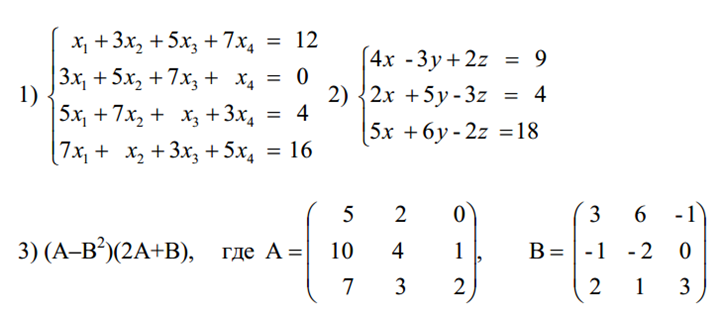 1) { x₁ + 3x₂ + 5x₃ + 7x₄ = 12
3x₁ + 5x₂ + 7x₃ + x₄ = 0
5x₁ + 7x₂ + x₃ + 3x₄ = 4
7x₁ + x₂ + 3x₃ + 5x₄ = 16
2) { 4x - 3y + 2z = 9
2x + 5y - 3z = 4
5x + 6y - 2z = 18
3) (A–B²)(2A+B), где A = ( 5 2 0
10 4 1
7 3 2 ),
B = ( 3 6 -1
-1 -2 0
2 1 3 )